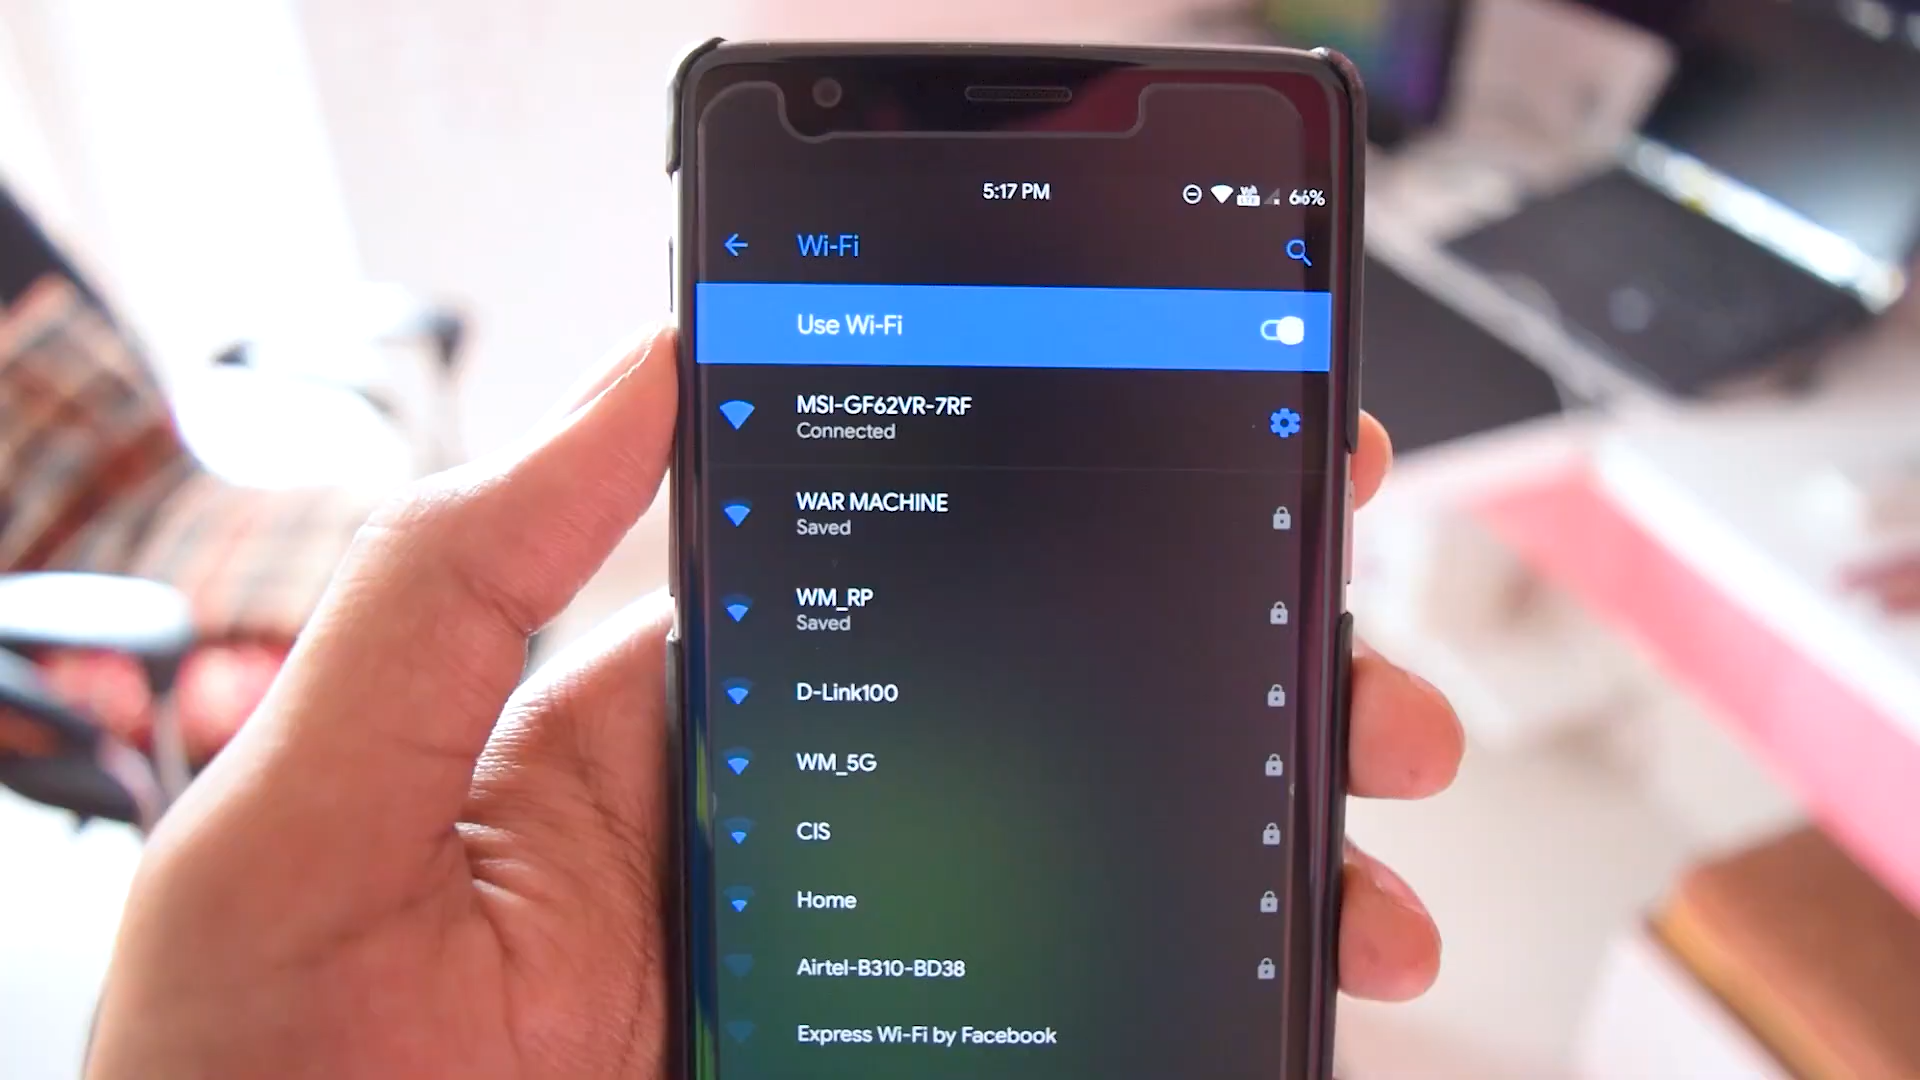 5:17 PM
66%
Wi-Fi
Use Wi-Fi
MSI-GF62VR-7RF
Connected
WAR MACHINE
Saved
WM_RP
Saved
D-Link100
WM_5G
CIS
Home
Airtel-B310-BD38
Express Wi-Fi by Facebook